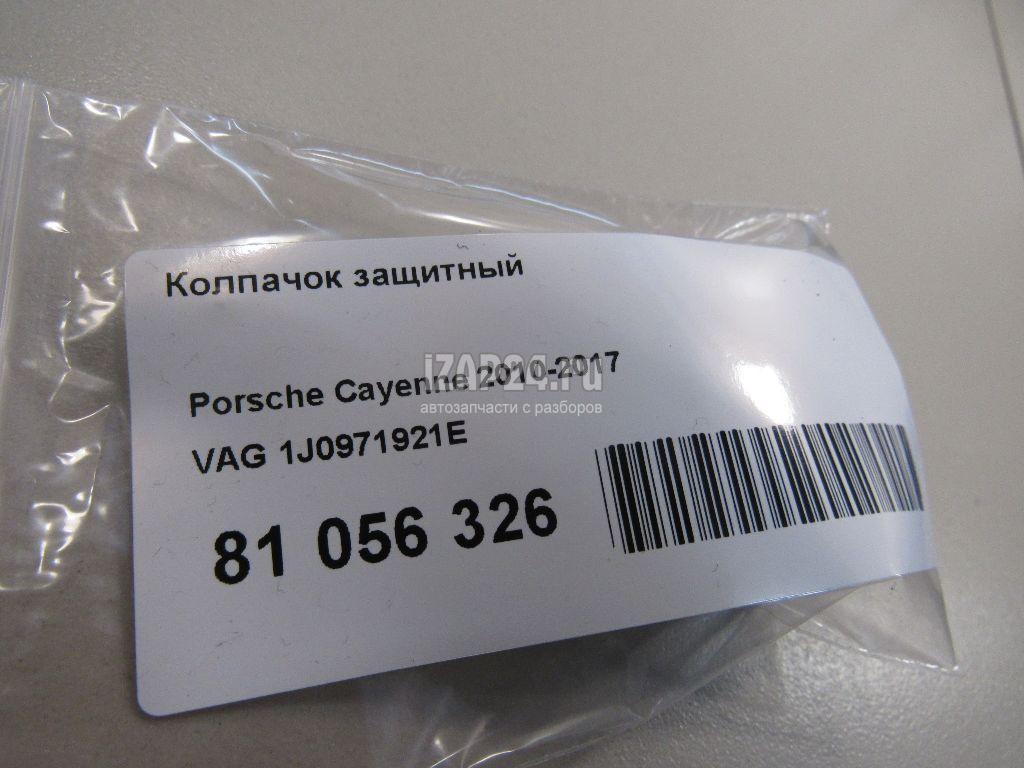 Колпачок защитный
iZAP24.ru
Porsche Cayenne 2010-2017
автозапчасти с разборов
VAG 1J0971921E
81 056 326